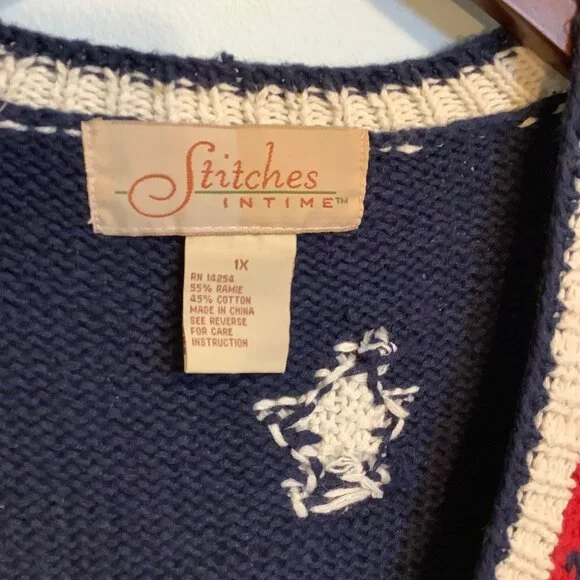 Stitches
INTIME™
1X
RN 14254
55% RAMIE
45% COTTON
MADE IN CHINA
SEE REVERSE
FOR CARE
INSTRUCTION